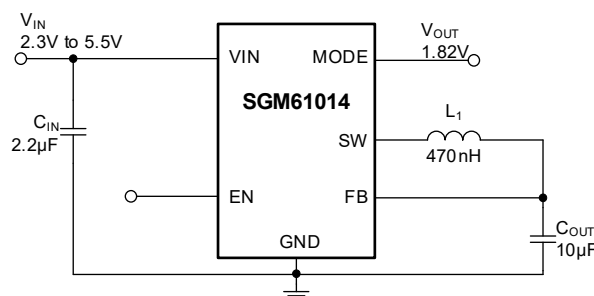 VIN
2.3V to 5.5V
VOUT
1.82V
VIN
MODE
SGM61014
L1
CIN
2.2µF
SW
470nH
EN
FB
COUT
10µF
GND